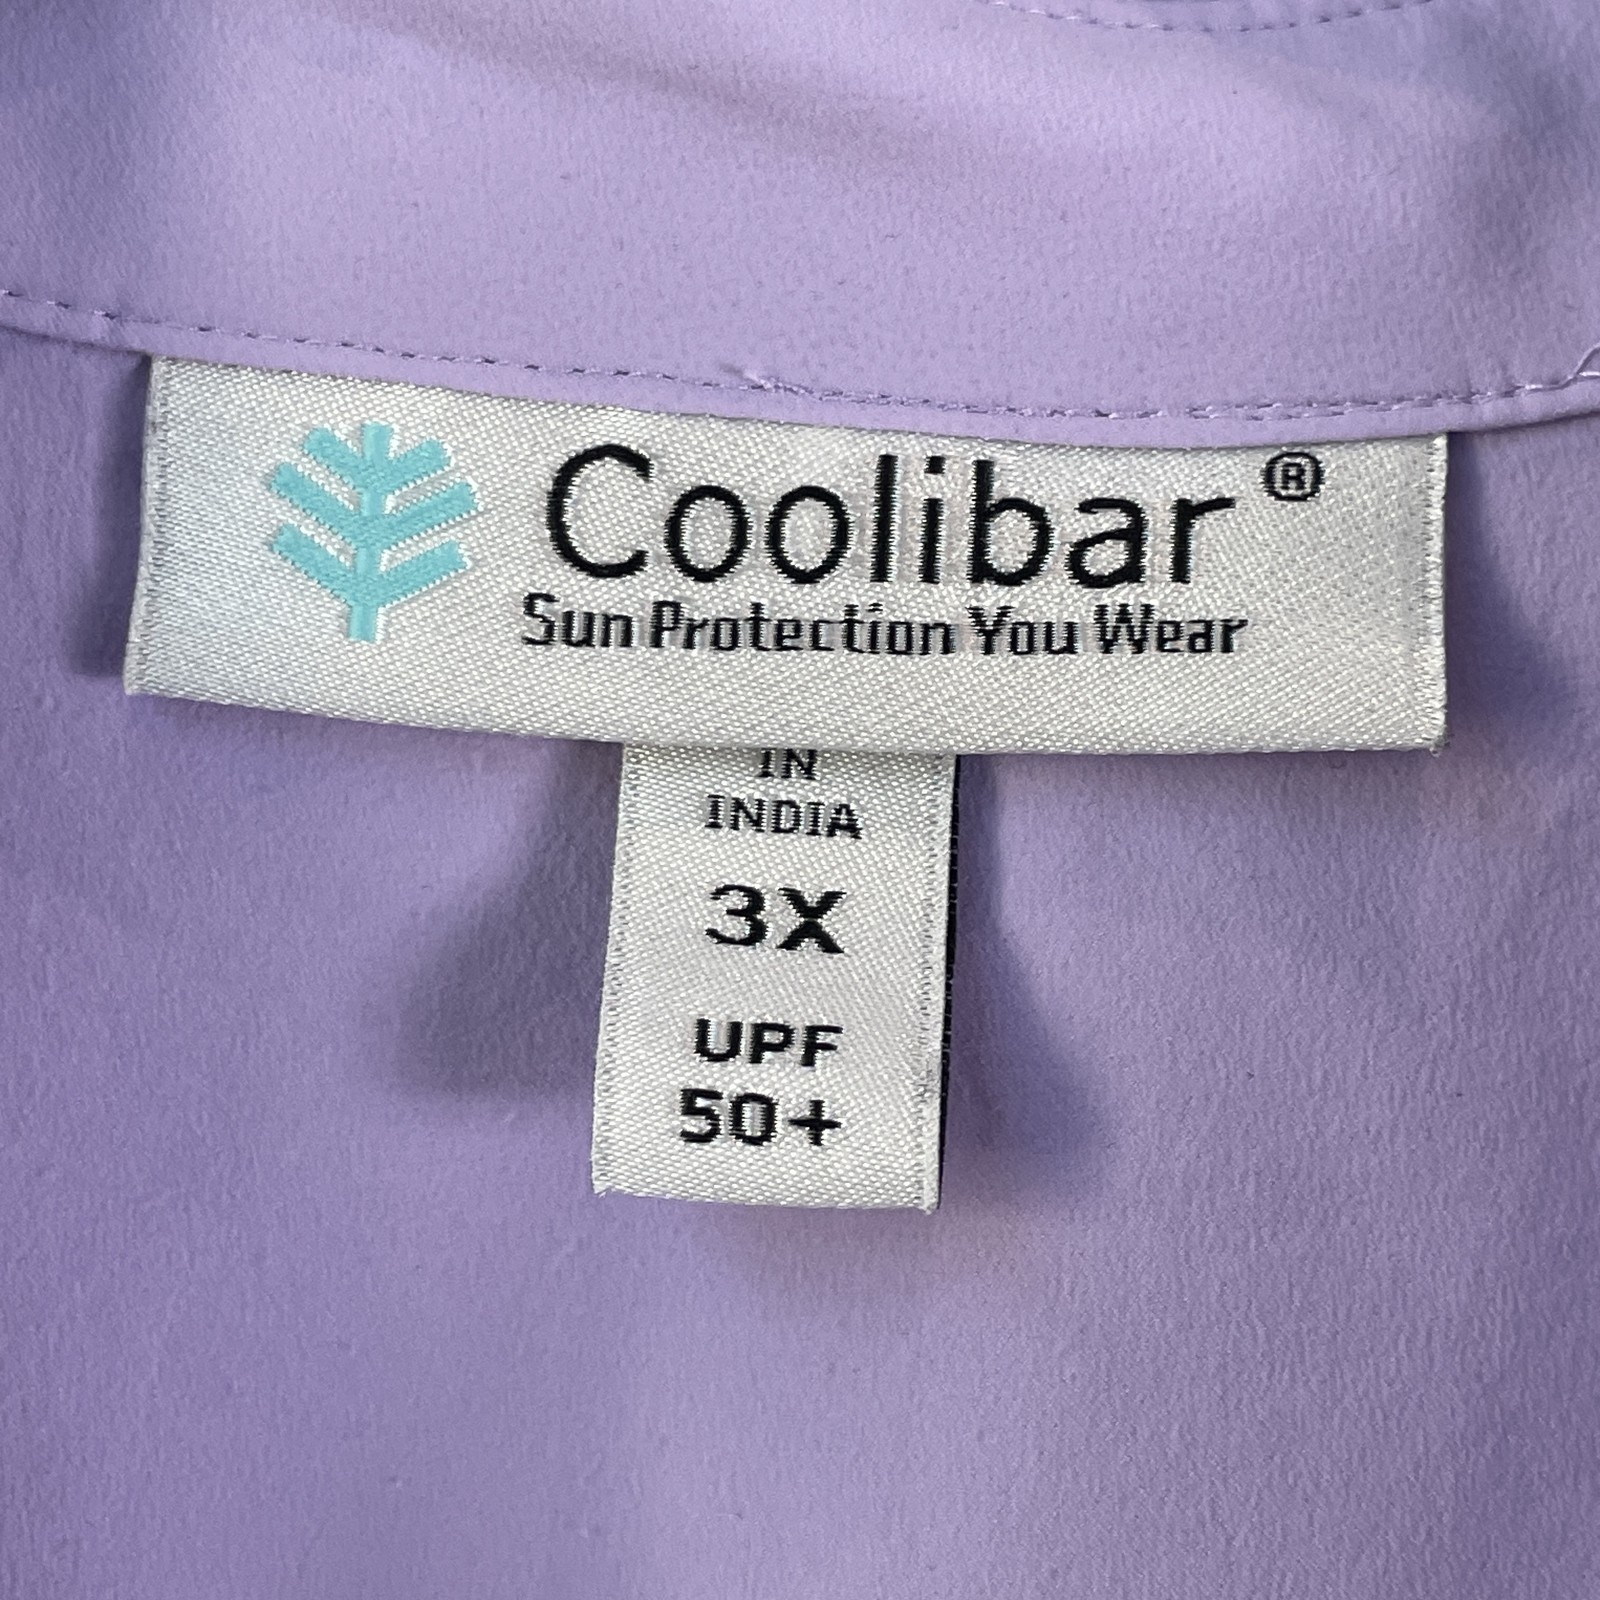 Coolibar®
Sun Protection You Wear
IN
INDIA
3X
UPF
50+